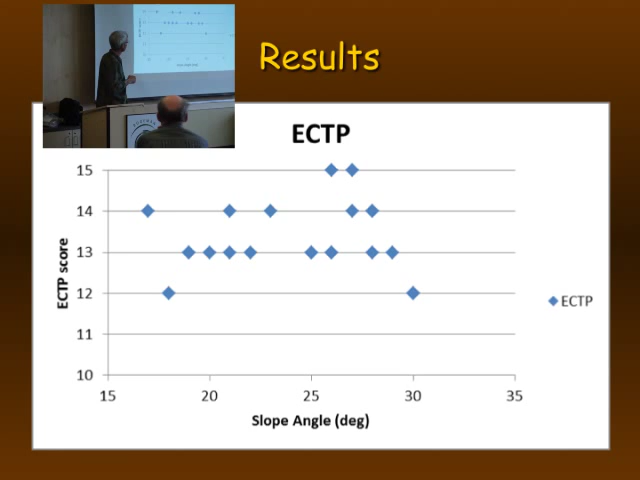 Results
ECTP
15
14
13
12
11
10
ECTP score
15 20 25 30 35
Slope Angle (deg)
ECTP